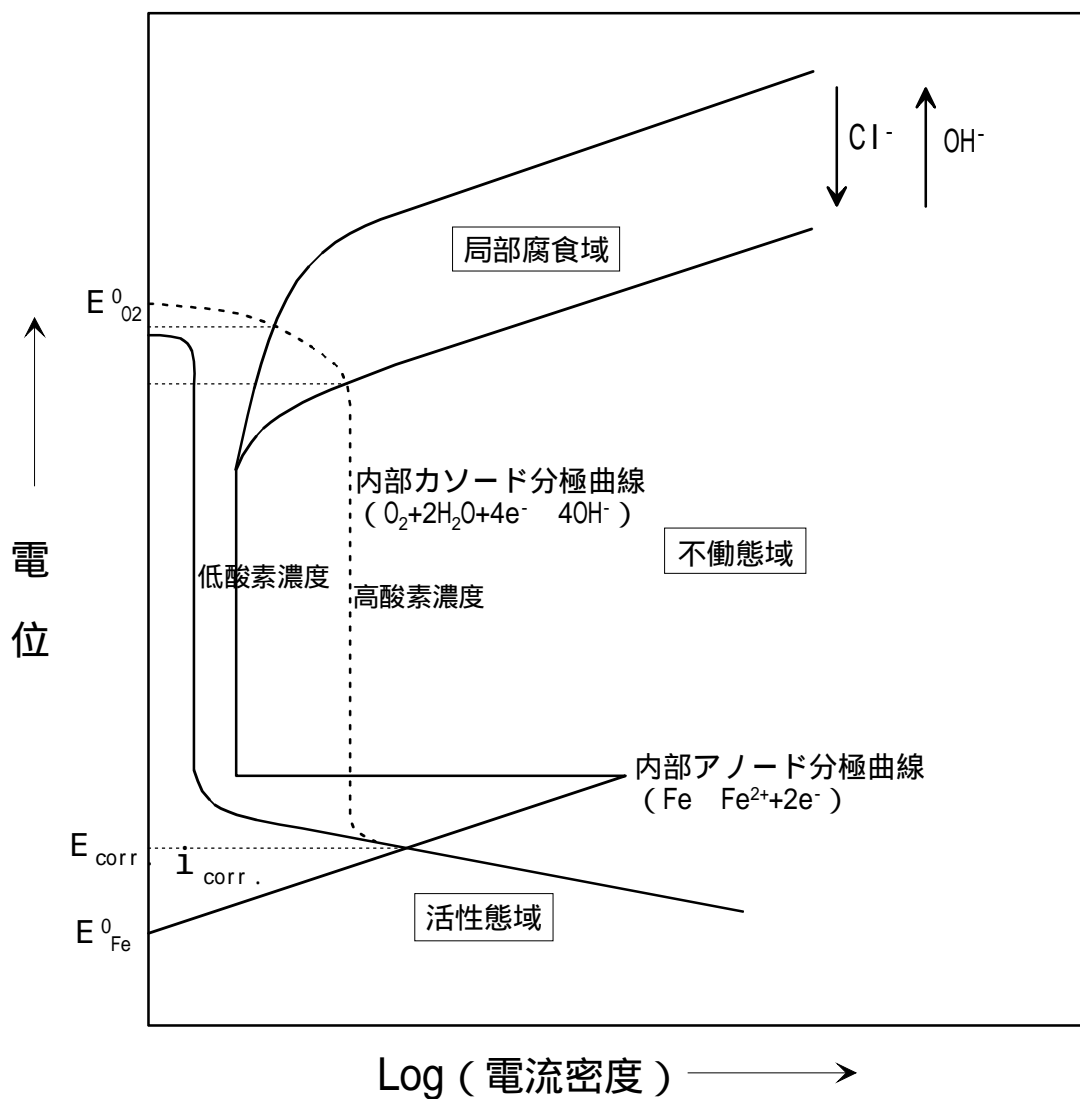 Cl⁻
OH⁻
局部腐食域
E⁰O2
内部カソード分極曲線
（O₂+2H₂O+4e⁻ 4OH⁻）
不働態域
低酸素濃度
高酸素濃度
電
位
内部アノード分極曲線
（Fe Fe²⁺+2e⁻）
E corr.
i corr.
活性態域
E⁰Fe
Log（電流密度）